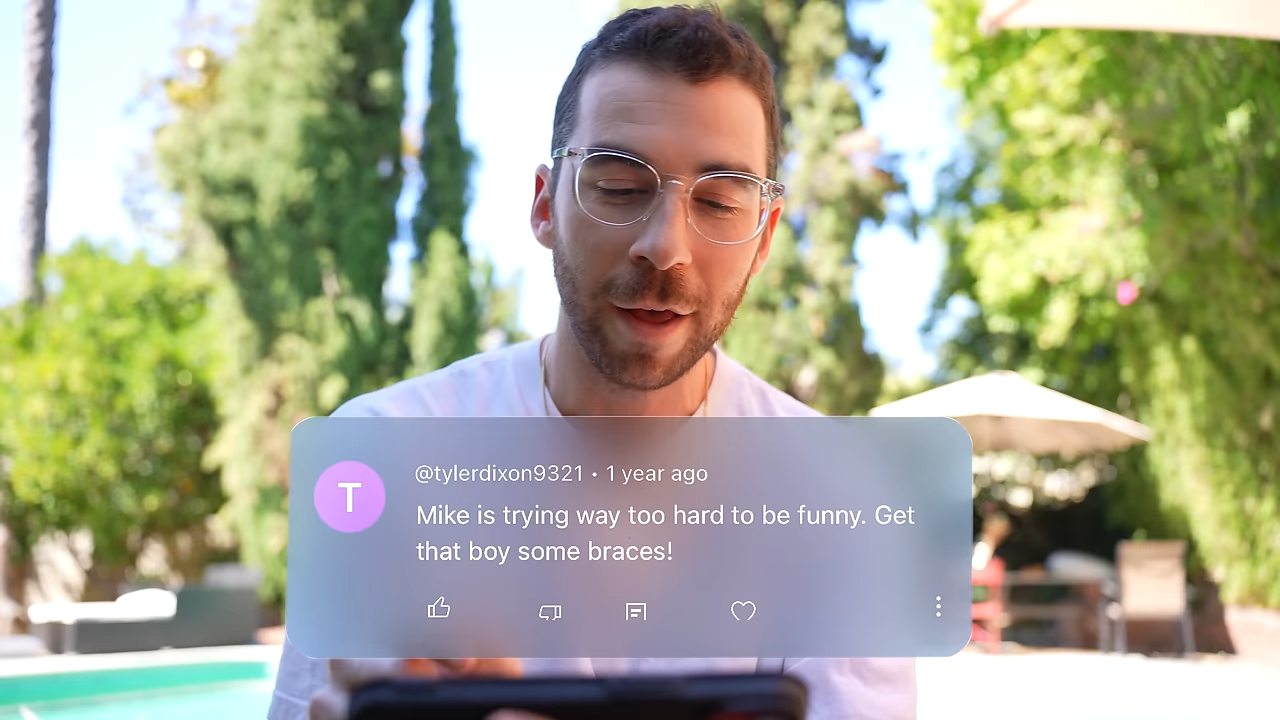 T
@tylerdixon9321 • 1 year ago
Mike is trying way too hard to be funny. Get
that boy some braces!